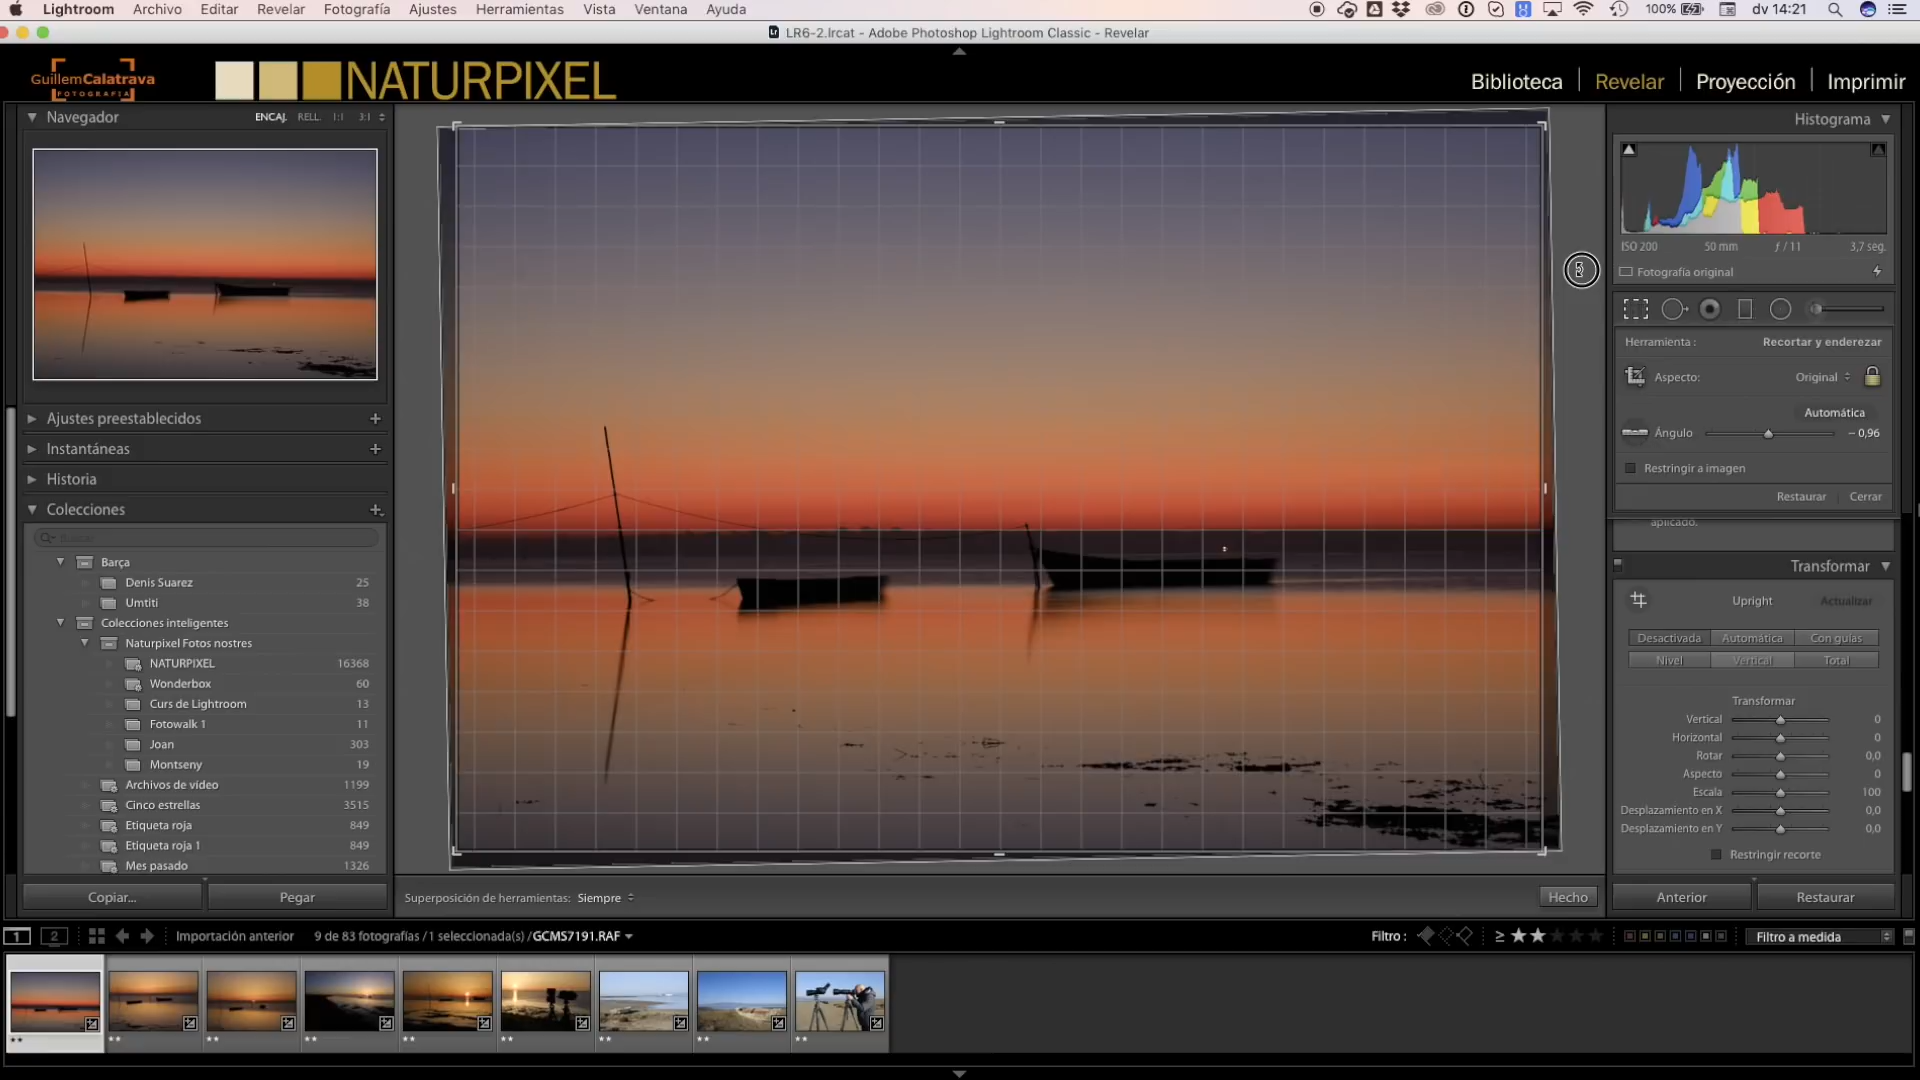 Lightroom Archivo Editar Revelar Fotografía Ajustes Herramientas Vista Ventana Ayuda 100% dv 14:21
LR6-2.lrcat - Adobe Photoshop Lightroom Classic - Revelar
GuillemCalatrava
FOTOGRAFIA
NATURPIXEL
Biblioteca Revelar Proyección Imprimir
Navegador ENCAJ. RELL. 1:1 3:1
Ajustes preestablecidos
Instantáneas
Historia
Colecciones
Barça
Denis Suarez 25
Umtiti 38
Colecciones inteligentes
Naturpixel Fotos nostres
NATURPIXEL 16368
Wonderbox 60
Curs de Lightroom 13
Fotowalk 1 11
Joan 303
Montseny 19
Archivos de vídeo 1199
Cinco estrellas 3515
Etiqueta roja 849
Etiqueta roja 1 849
Mes pasado 1326
Copiar... Pegar
Superposición de herramientas: Siempre Hecho
Histograma
ISO 200 50 mm ƒ / 11 3,7 seg.
Fotografía original
Herramienta : Recortar y enderezar
Aspecto: Original
Automática
Ángulo – 0,96
Restringir a imagen
Restaurar Cerrar
aplicado.
Transformar
Upright Actualizar
Desactivada Automática Con guías
Nivel Vertical Total
Transformar
Vertical 0
Horizontal 0
Rotar 0,0
Aspecto 0
Escala 100
Desplazamiento en X 0,0
Desplazamiento en Y 0,0
Restringir recorte
Anterior Restaurar
1 2 Importación anterior 9 de 83 fotografías / 1 seleccionada(s) / GCMS7191.RAF Filtro : ≥ Filtro a medida